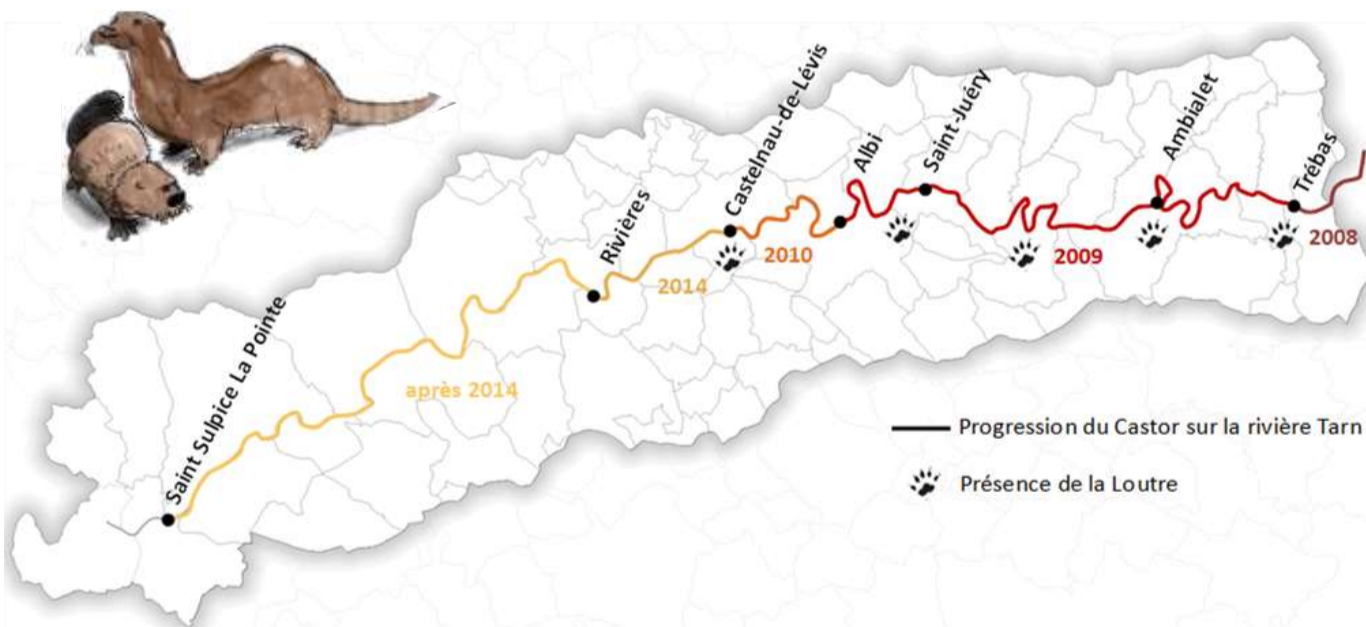 Saint Sulpice La Pointe
Rivières
Castelnau-de-Lévis
Albi
Saint-Juéry
Ambialet
Trébas
2008
2009
2010
2014
après 2014
Progression du Castor sur la rivière Tarn
Présence de la Loutre